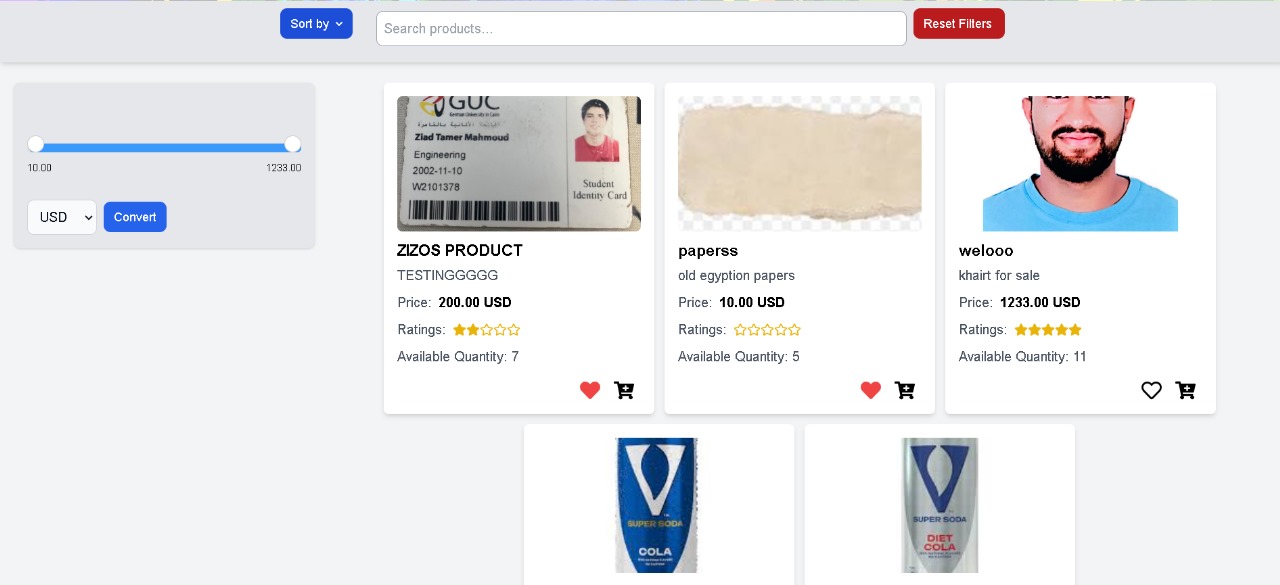 Sort by
Search products...
Reset Filters
10.00
1233.00
USD
Convert
GUC
German University in Cairo
Ziad Tamer Mahmoud
Engineering
2002-11-10
W2101378
Student
Identity Card
ZIZOS PRODUCT
TESTINGGGGG
Price: 200.00 USD
Ratings:
Available Quantity: 7
paperss
old egyption papers
Price: 10.00 USD
Ratings:
Available Quantity: 5
welooo
khairt for sale
Price: 1233.00 USD
Ratings:
Available Quantity: 11
SUPER SODA
COLA
SUPER SODA
DIET
COLA